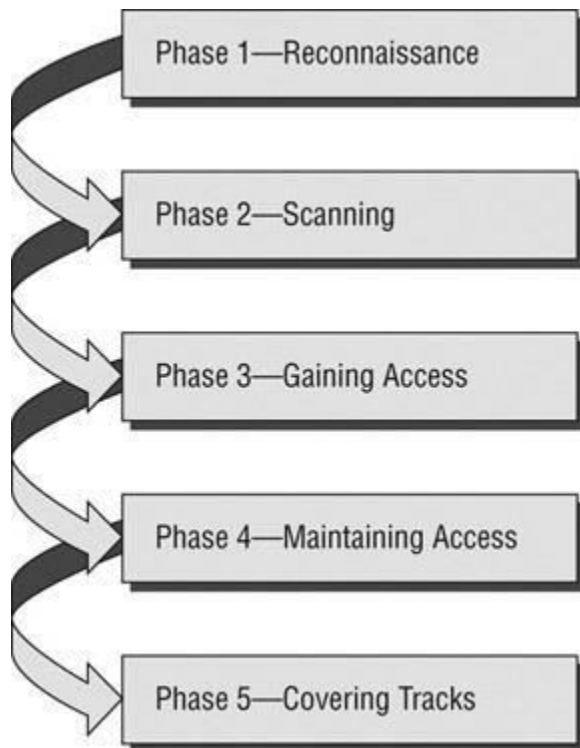 Phase 1—Reconnaissance
Phase 2—Scanning
Phase 3—Gaining Access
Phase 4—Maintaining Access
Phase 5—Covering Tracks